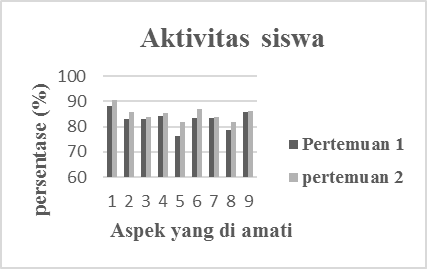 Aktivitas siswa
persentase (%)
100
90
80
70
60
1 2 3 4 5 6 7 8 9
Aspek yang di amati
Pertemuan 1
pertemuan 2